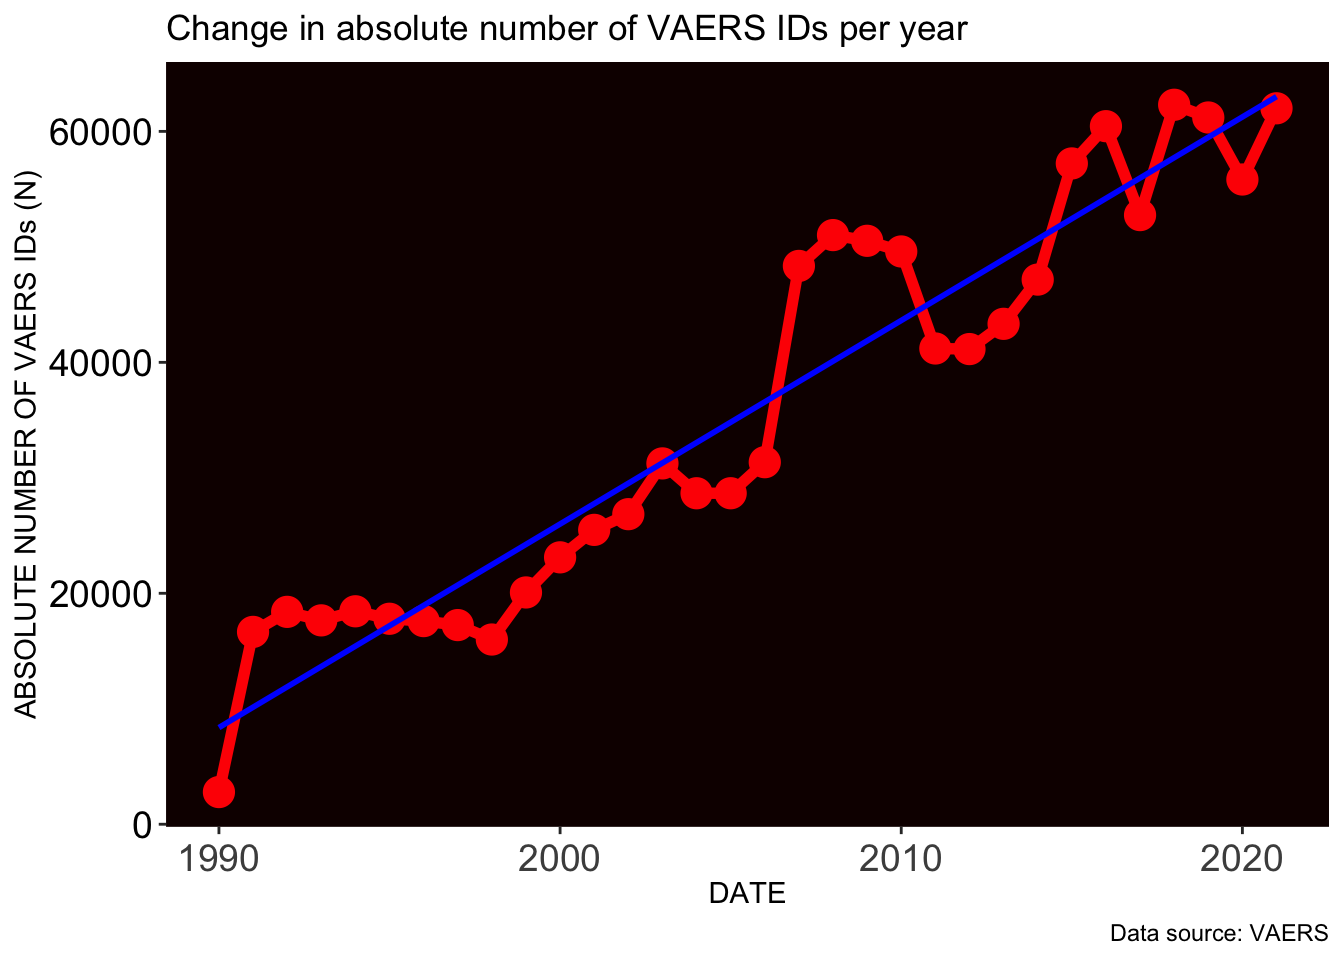 Change in absolute number of VAERS IDs per year
ABSOLUTE NUMBER OF VAERS IDs (N)
60000
40000
20000
0
1990 2000 2010 2020
DATE
Data source: VAERS